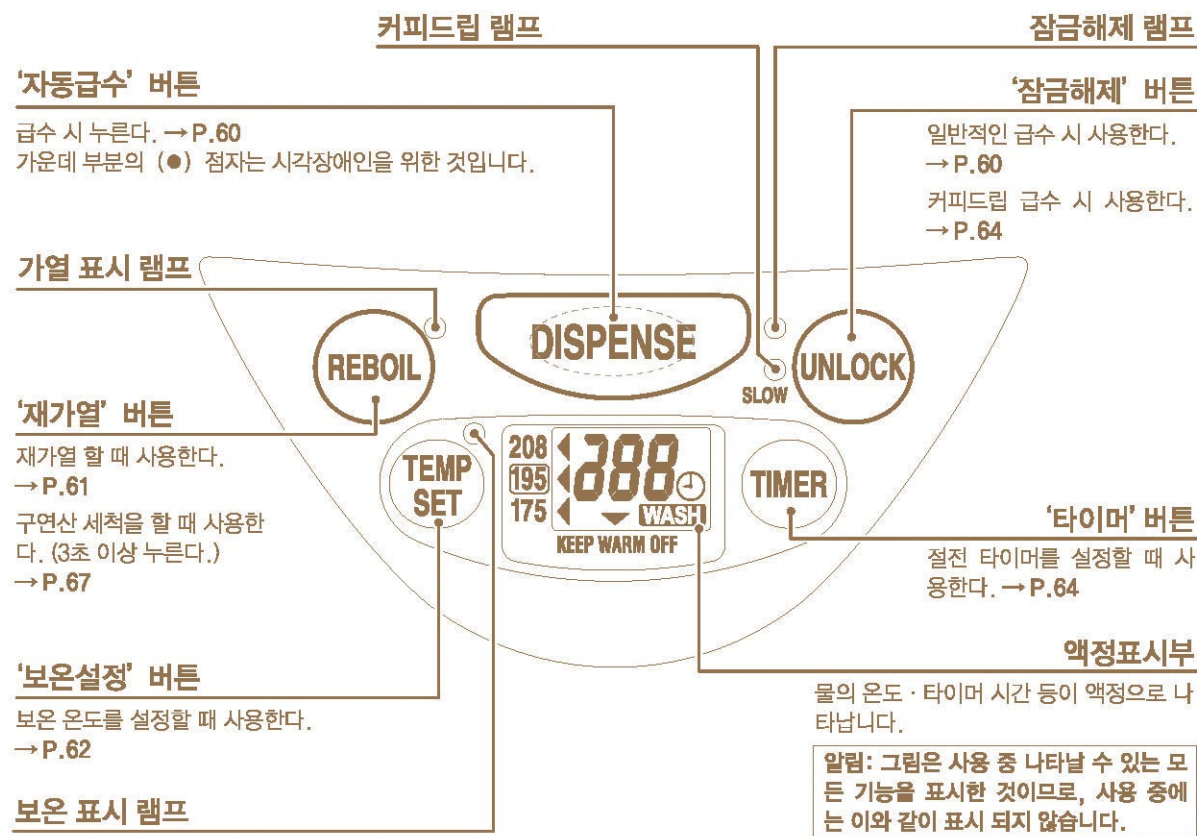 커피드립 램프
잠금해제 램프
‘자동급수’ 버튼
급수 시 누른다. → P.60
가운데 부분의 (●) 점자는 시각장애인을 위한 것입니다.
‘잠금해제’ 버튼
일반적인 급수 시 사용한다.
→ P.60
커피드립 급수 시 사용한다.
→ P.64
가열 표시 램프
DISPENSE
REBOIL
UNLOCK
SLOW
‘재가열’ 버튼
재가열 할 때 사용한다.
→ P.61
구연산 세척을 할 때 사용한
다. (3초 이상 누른다.)
→ P.67
TEMP
SET
208
195
175
288
WASH
KEEP WARM OFF
TIMER
‘타이머’ 버튼
절전 타이머를 설정할 때 사
용한다. → P.64
‘보온설정’ 버튼
보온 온도를 설정할 때 사용한다.
→ P.62
액정표시부
물의 온도 · 타이머 시간 등이 액정으로 나
타납니다.
알림: 그림은 사용 중 나타날 수 있는 모
든 기능을 표시한 것이므로, 사용 중에
는 이와 같이 표시 되지 않습니다.
보온 표시 램프